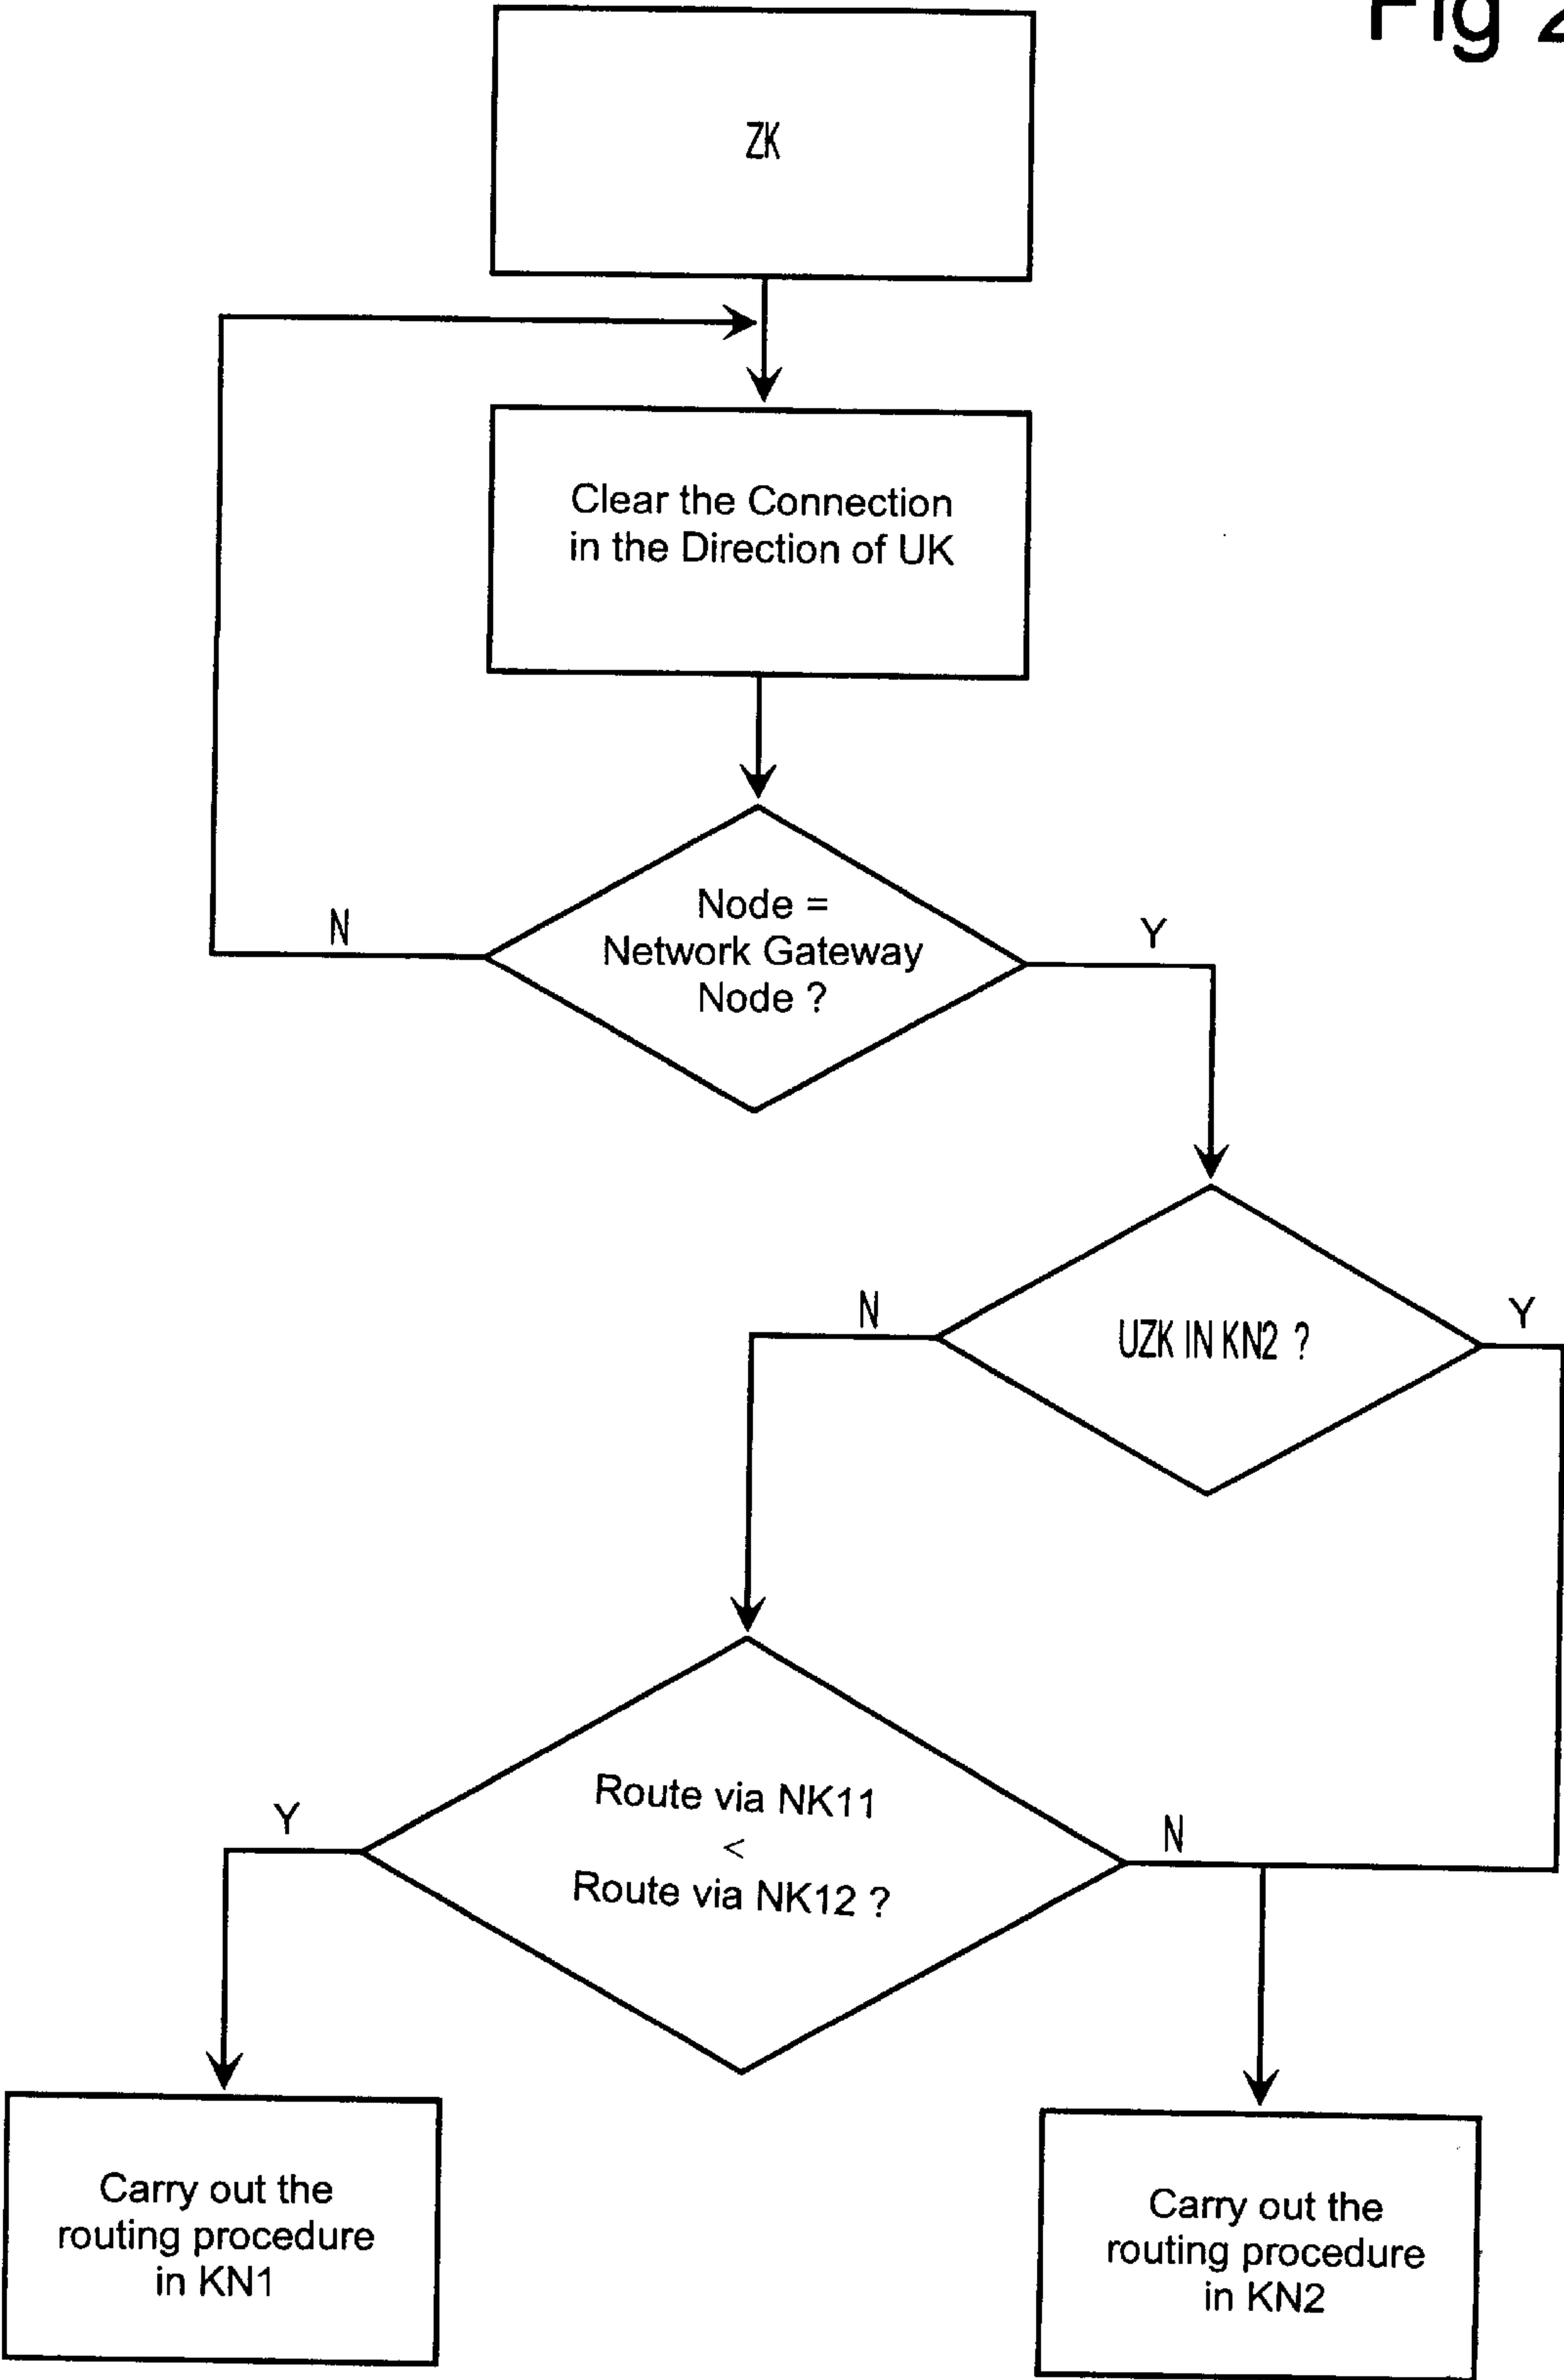 Fig 2
ZK
Clear the Connection
in the Direction of UK
Node =
Network Gateway
Node ?
N
Y
UZK IN KN2 ?
N
Y
Route via NK11
<
Route via NK12 ?
Y
N
Carry out the
routing procedure
in KN1
Carry out the
routing procedure
in KN2